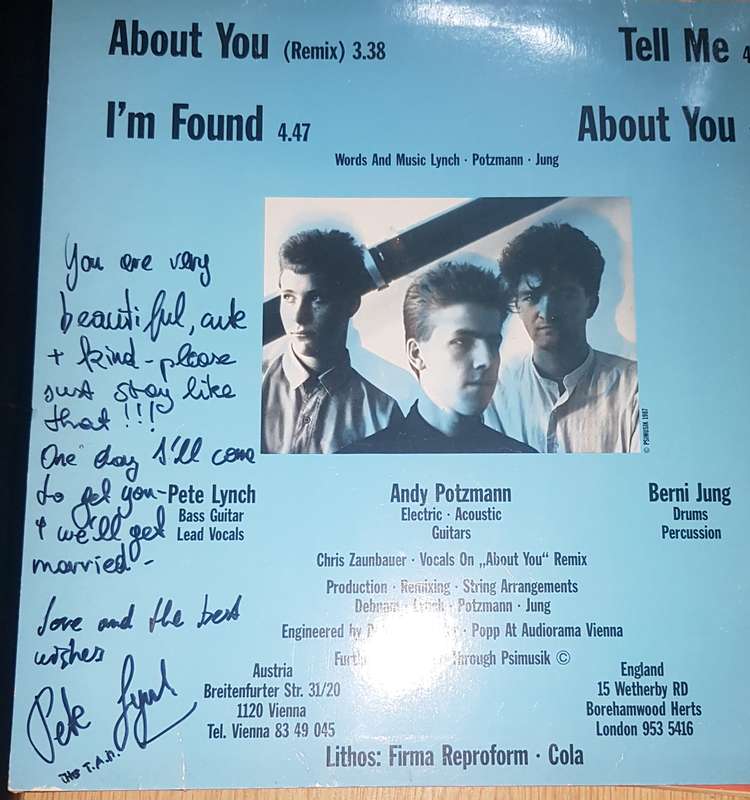 About You (Remix) 3.38
Tell Me 4
I'm Found 4.47
About You
Words And Music Lynch · Potzmann · Jung
You are very
beautiful, cute
+ kind - please
just stay like
that !!!
One day I'll come
to get you -
+ we'll get
married -
love and the best
wishes
Pete Lynch
© PSIMUSIK 1987
Pete Lynch
Bass Guitar
Lead Vocals
Andy Potzmann
Electric · Acoustic
Guitars
Berni Jung
Drums
Percussion
Chris Zaunbauer · Vocals On „About You“ Remix
Production · Remixing · String Arrangements
Debnam · Lynch · Potzmann · Jung
Engineered by · Popp At Audiorama Vienna
Through Psimusik ©
Austria
Breitenfurter Str. 31/20
1120 Vienna
Tel. Vienna 83 49 045
England
15 Wetherby RD
Borehamwood Herts
London 953 5416
Lithos: Firma Reproform · Cola